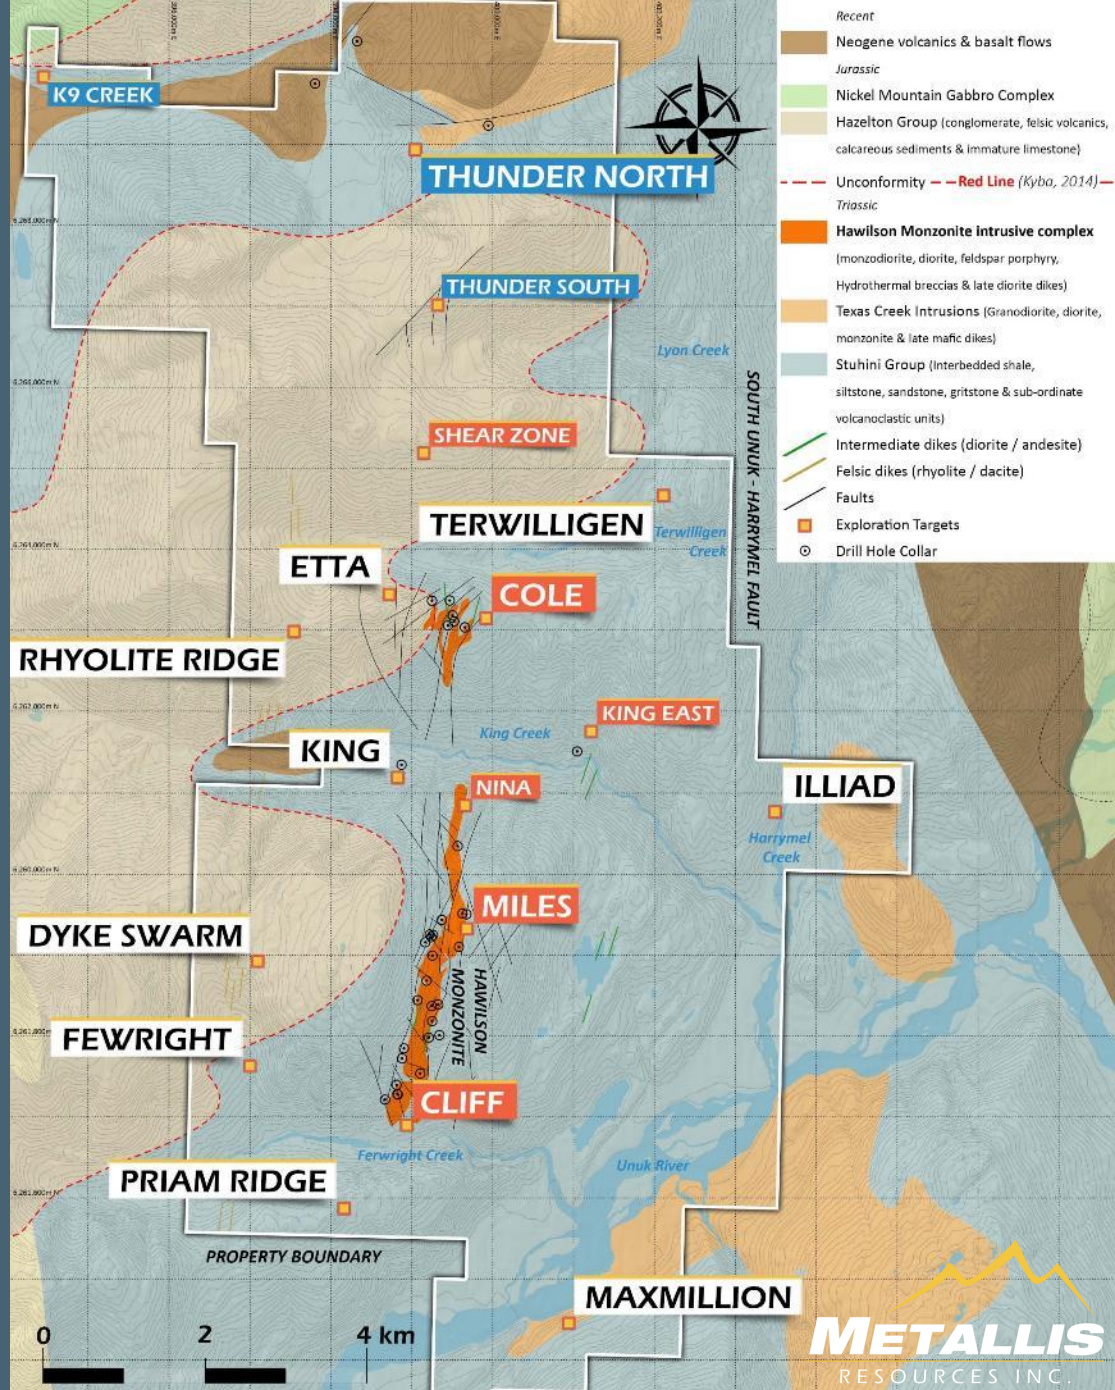 Recent
Neogene volcanics & basalt flows
Jurassic
Nickel Mountain Gabbro Complex
Hazelton Group (conglomerate, felsic volcanics,
calcareous sediments & immature limestone)
Unconformity Red Line (Kyba, 2014)
Triassic
Hawilson Monzonite intrusive complex
(monzodiorite, diorite, feldspar porphyry,
Hydrothermal breccias & late diorite dikes)
Texas Creek Intrusions (Granodiorite, diorite,
monzonite & late mafic dikes)
Stuhini Group (Interbedded shale,
siltstone, sandstone, gritstone & sub-ordinate
volcanoclastic units)
Intermediate dikes (diorite / andesite)
Felsic dikes (rhyolite / dacite)
Faults
Exploration Targets
Drill Hole Collar
K9 CREEK
THUNDER NORTH
THUNDER SOUTH
Lyon Creek
SOUTH UNUK - HARRYMEL FAULT
SHEAR ZONE
TERWILLIGEN
Terwilligen
Creek
ETTA
COLE
RHYOLITE RIDGE
KING EAST
King Creek
KING
NINA
ILLIAD
Harrymel
Creek
MILES
DYKE SWARM
HAWILSON
MONZONITE
FEWRIGHT
CLIFF
Ferwright Creek
Unuk River
PRIAM RIDGE
PROPERTY BOUNDARY
MAXMILLION
0 2 4 km
METALLIS
RESOURCES INC.